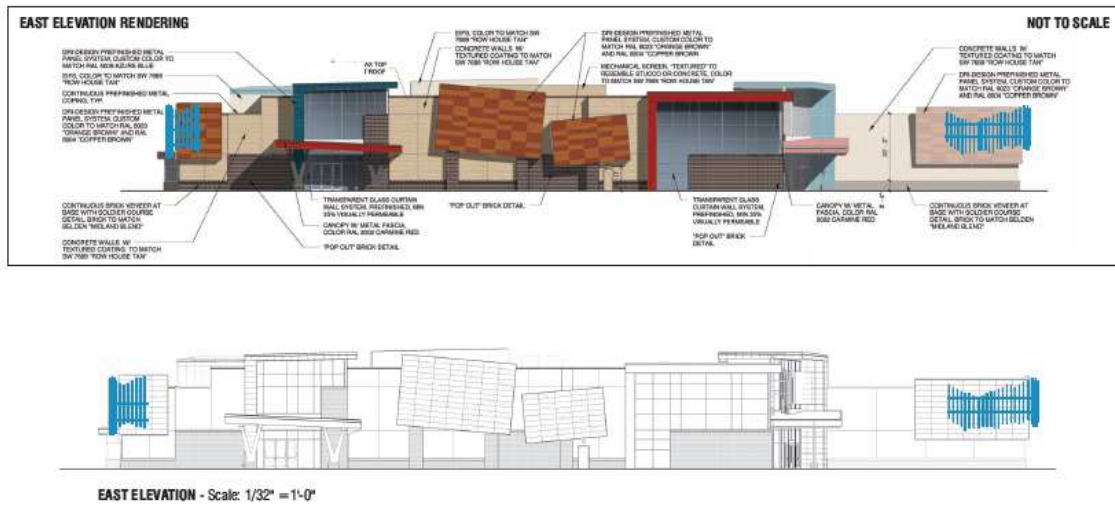 EAST ELEVATION RENDERING
NOT TO SCALE
DRI-DESIGN PREFINISHED METAL
PANEL SYSTEM, CUSTOM COLOR TO
MATCH RAL 5009 AZURE BLUE
EIFS, COLOR TO MATCH SW 7689
"ROW HOUSE TAN"
CONTINUOUS PREFINISHED METAL
COPING, TYP.
DRI-DESIGN PREFINISHED METAL
PANEL SYSTEM, CUSTOM
COLOR TO MATCH RAL 8023
"ORANGE BROWN" AND RAL
8004 "COPPER BROWN"
T ROOF
EIFS, COLOR TO MATCH SW
7689 "ROW HOUSE TAN"
CONCRETE WALLS W/
TEXTURED COATING TO MATCH
SW 7689 "ROW HOUSE TAN"
DRI-DESIGN PREFINISHED METAL
PANEL SYSTEM, CUSTOM COLOR TO
MATCH RAL 8023 "ORANGE BROWN"
AND RAL 8004 "COPPER BROWN
MECHANICAL SCREEN, "TEXTURED" TO
RESEMBLE STUCCO OR CONCRETE, COLOR
TO MATCH SW 7689 "ROW HOUSE TAN"
CONCRETE WALLS W/
TEXTURED COATING TO MATCH
SW 7689 "ROW HOUSE TAN"
DRI-DESIGN PREFINISHED METAL
PANEL SYSTEM, CUSTOM COLOR TO
MATCH RAL 8023 "ORANGE BROWN"
AND RAL 8004 "COPPER BROWN"
CONTINUOUS BRICK VENEER AT
BASE WITH SOLDIER COURSE
DETAIL. BRICK TO MATCH
BELDEN "MIDLAND BLEND"
CONCRETE WALLS W/
TEXTURED COATING TO MATCH
SW 7689 "ROW HOUSE TAN"
TRANSPARENT GLASS CURTAIN
WALL SYSTEM, PREFINISHED, MIN
35% VISUALLY PERMEABLE
CANOPY W/ METAL FASCIA,
COLOR RAL 3002 CARMINE RED
'POP OUT' BRICK DETAIL
'POP OUT' BRICK DETAIL
TRANSPARENT GLASS
CURTAIN WALL SYSTEM,
PREFINISHED, MIN 35%
VISUALLY PERMEABLE
'POP OUT' BRICK
DETAIL
CANOPY W/ METAL
FASCIA, COLOR RAL
3002 CARMINE RED
CONTINUOUS BRICK VENEER AT
BASE WITH SOLDIER COURSE
DETAIL. BRICK TO MATCH BELDEN
"MIDLAND BLEND"
EAST ELEVATION - Scale: 1/32" = 1'-0"